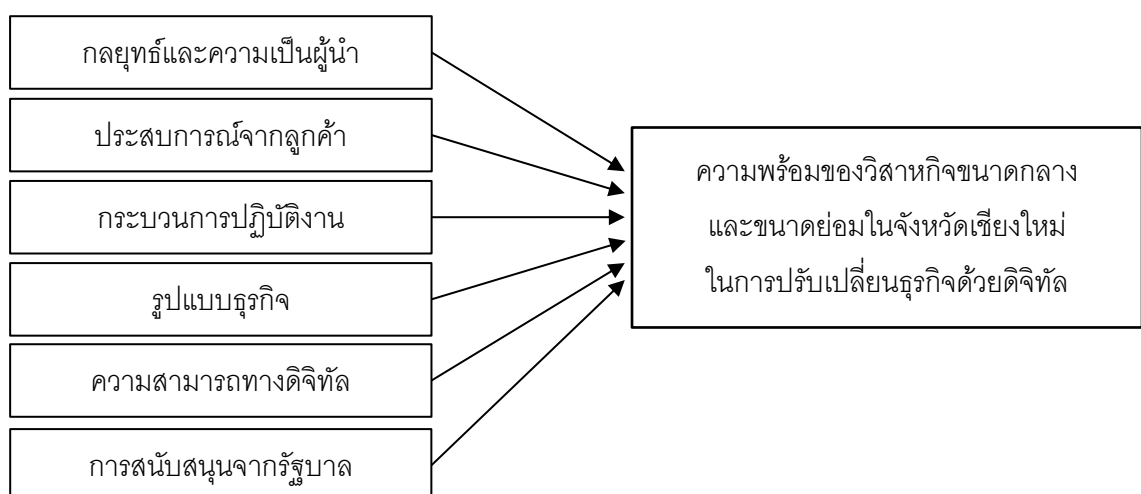 กลยุทธ์และความเป็นผู้นำ
ประสบการณ์จากลูกค้า
กระบวนการปฏิบัติงาน
รูปแบบธุรกิจ
ความสามารถทางดิจิทัล
การสนับสนุนจากรัฐบาล
ความพร้อมของวิสาหกิจขนาดกลาง
และขนาดย่อมในจังหวัดเชียงใหม่
ในการปรับเปลี่ยนธุรกิจด้วยดิจิทัล